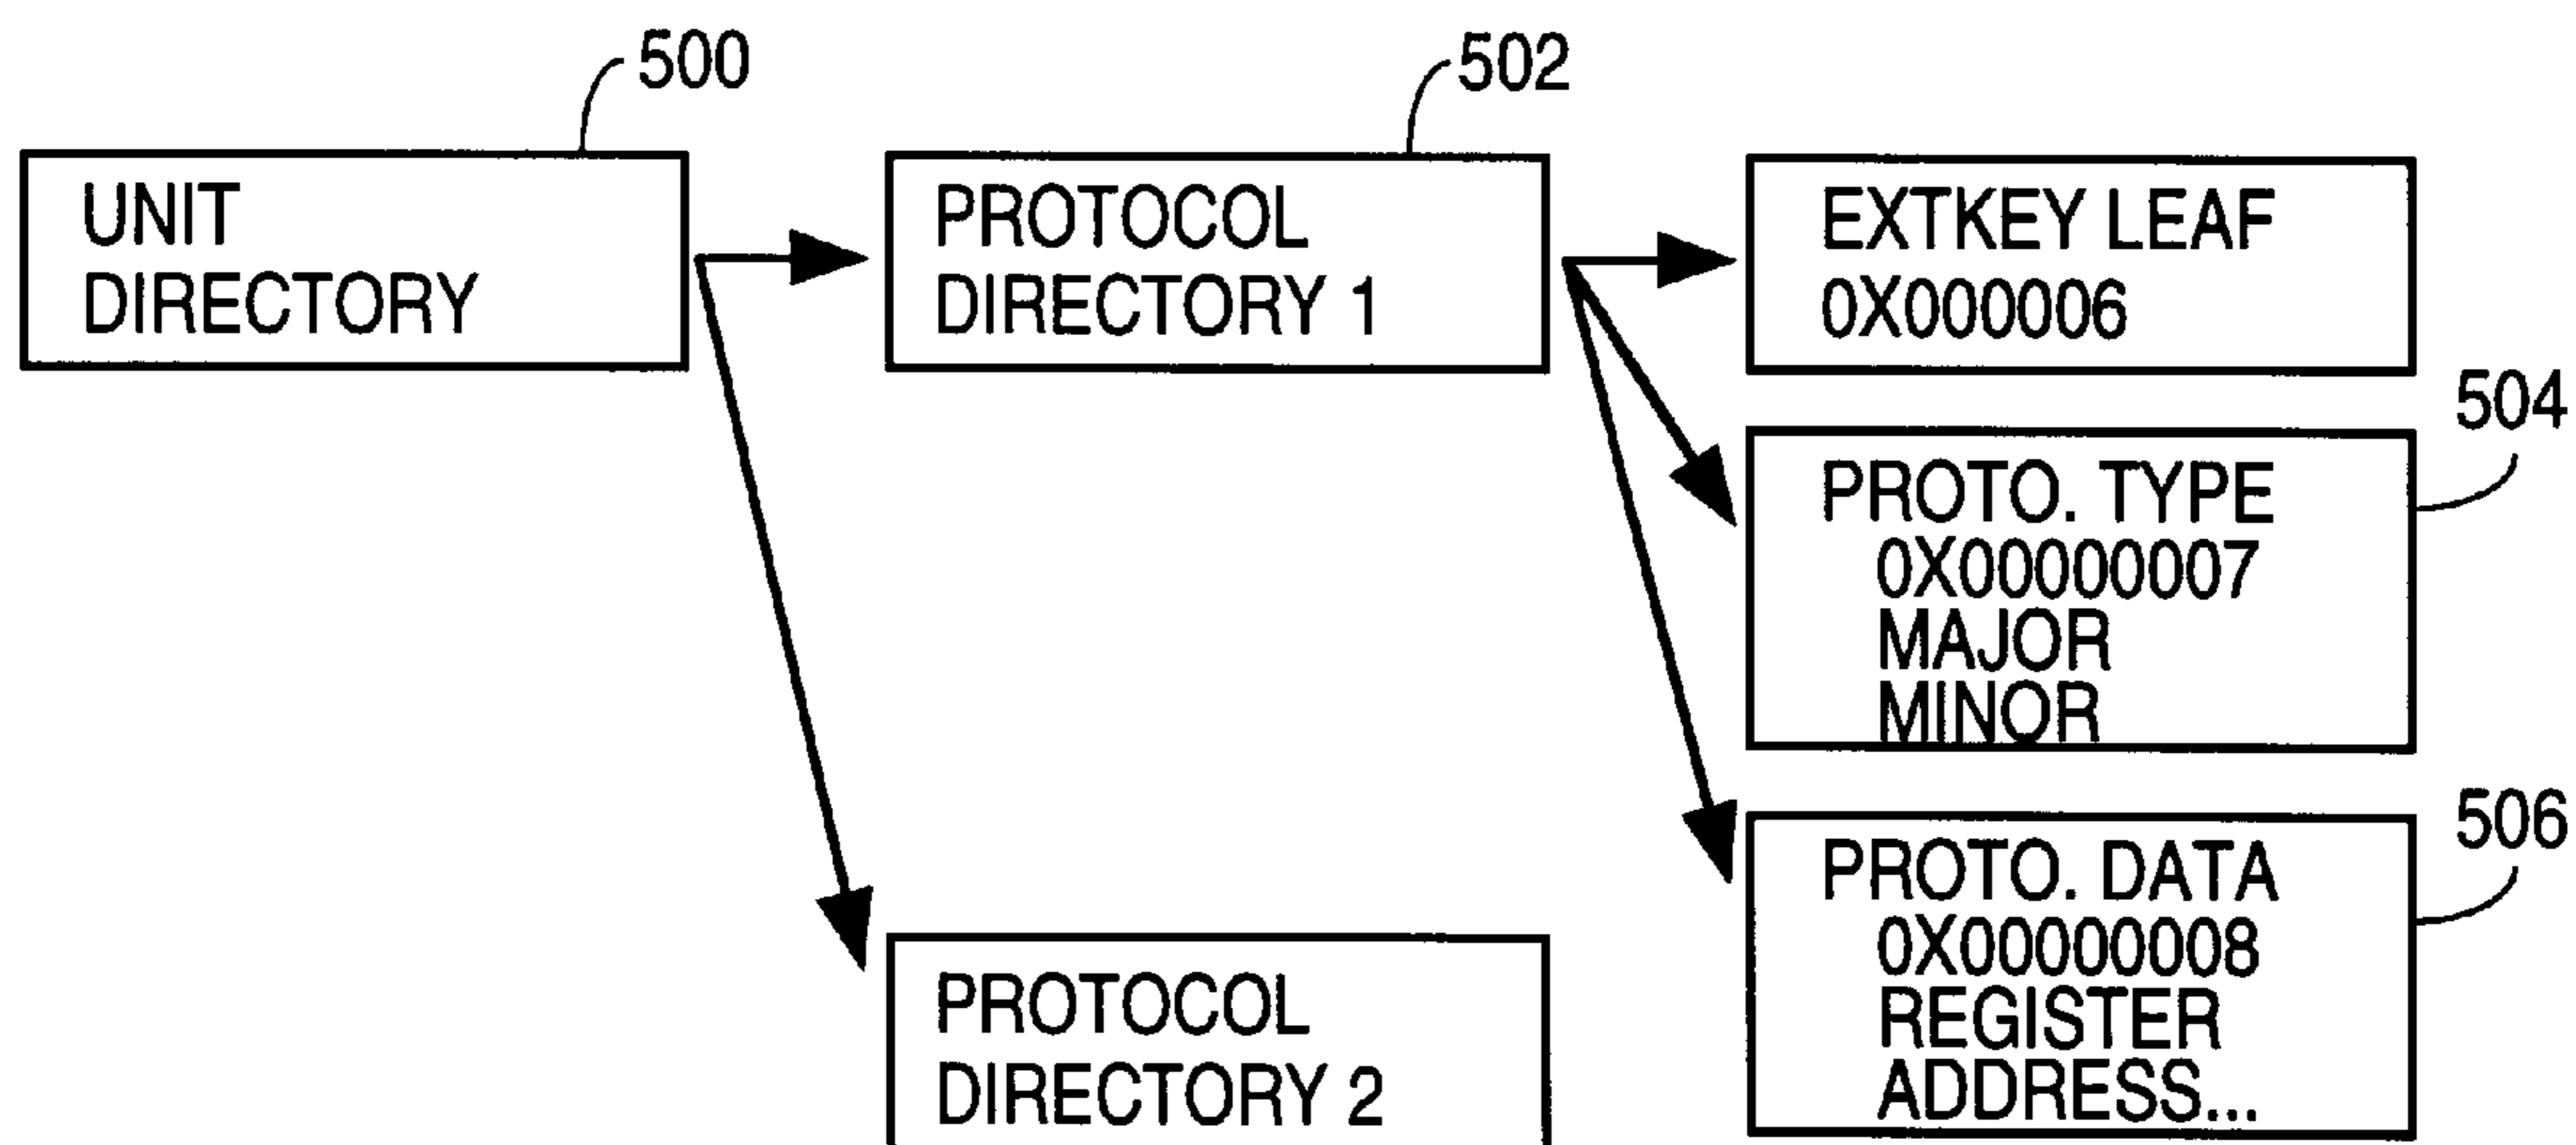 500
502
UNIT
DIRECTORY
PROTOCOL
DIRECTORY 1
EXTKEY LEAF
0X000006
504
PROTO. TYPE
0X00000007
MAJOR
MINOR
506
PROTO. DATA
0X00000008
REGISTER
ADDRESS...
PROTOCOL
DIRECTORY 2